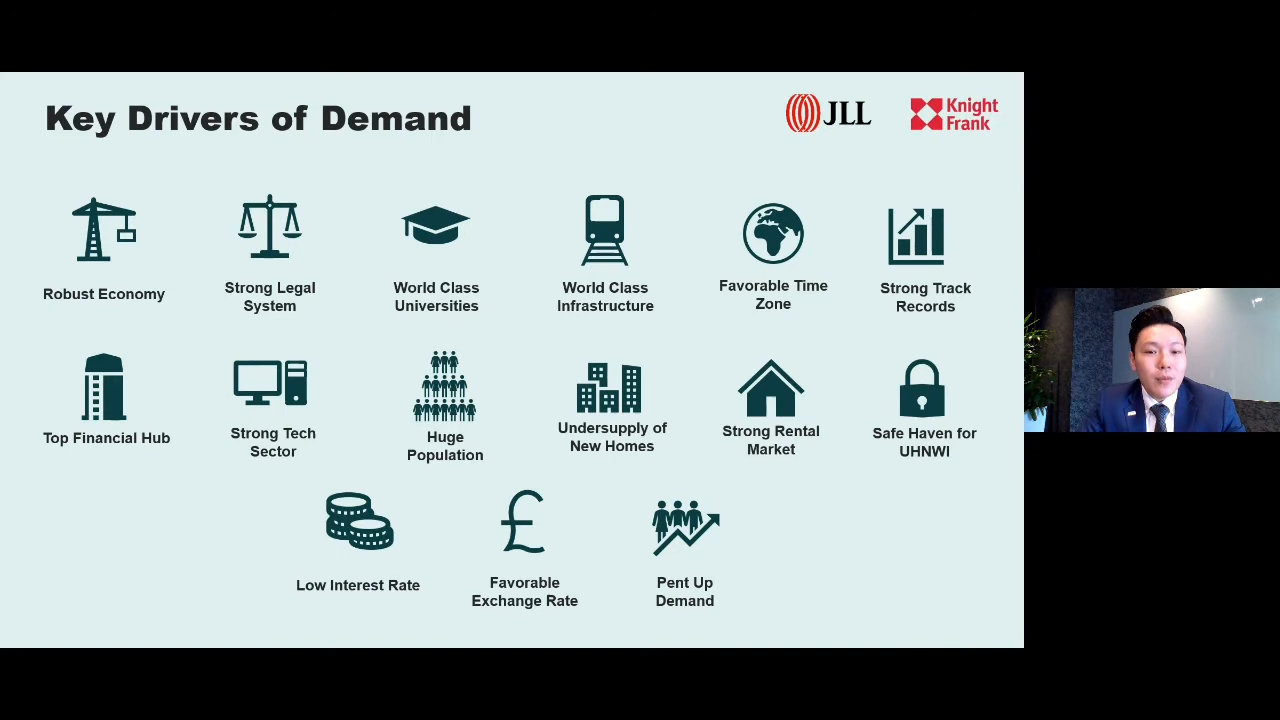 Key Drivers of Demand
JLL
Knight
Frank
Robust Economy
Strong Legal
System
World Class
Universities
World Class
Infrastructure
Favorable Time
Zone
Strong Track
Records
Top Financial Hub
Strong Tech
Sector
Huge
Population
Undersupply of
New Homes
Strong Rental
Market
Safe Haven for
UHNWI
Low Interest Rate
£
Favorable
Exchange Rate
Pent Up
Demand